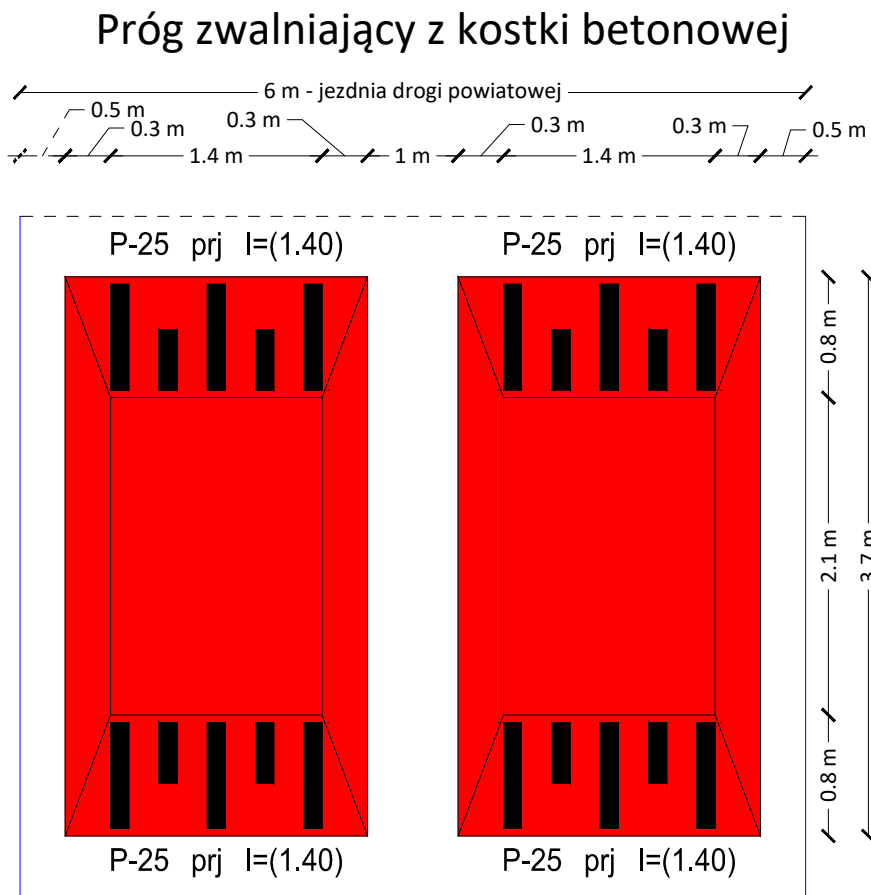 Próg zwalniający z kostki betonowej
6 m - jezdnia drogi powiatowej
0.5 m
0.3 m
1.4 m
0.3 m
1 m
0.3 m
1.4 m
0.3 m
0.5 m
P-25 prj l=(1.40)
P-25 prj l=(1.40)
0.8 m
2.1 m
3.7 m
0.8 m
P-25 prj l=(1.40)
P-25 prj l=(1.40)